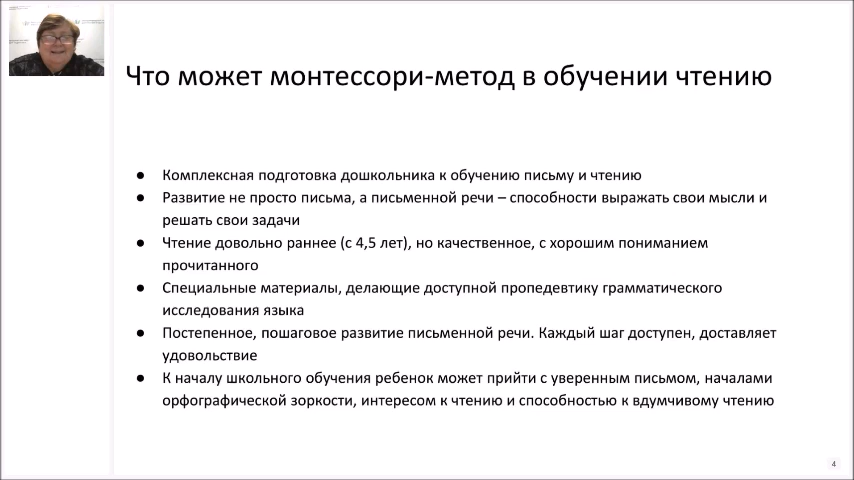 Что может монтессори-метод в обучении чтению
● Комплексная подготовка дошкольника к обучению письму и чтению
● Развитие не просто письма, а письменной речи – способности выражать свои мысли и
решать свои задачи
● Чтение довольно раннее (с 4,5 лет), но качественное, с хорошим пониманием
прочитанного
● Специальные материалы, делающие доступной пропедевтику грамматического
исследования языка
● Постепенное, пошаговое развитие письменной речи. Каждый шаг доступен, доставляет
удовольствие
● К началу школьного обучения ребенок может прийти с уверенным письмом, началами
орфографической зоркости, интересом к чтению и способностью к вдумчивому чтению
4